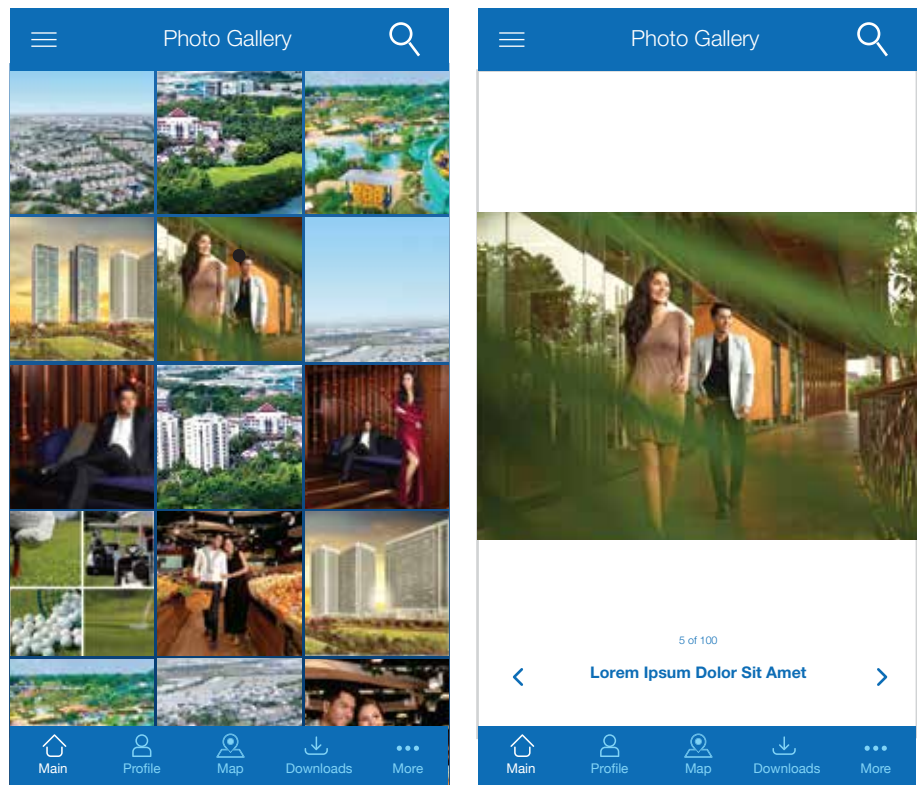 Photo Gallery
Main
Profile
Map
Downloads
More
Photo Gallery
5 of 100
Lorem Ipsum Dolor Sit Amet
Main
Profile
Map
Downloads
More